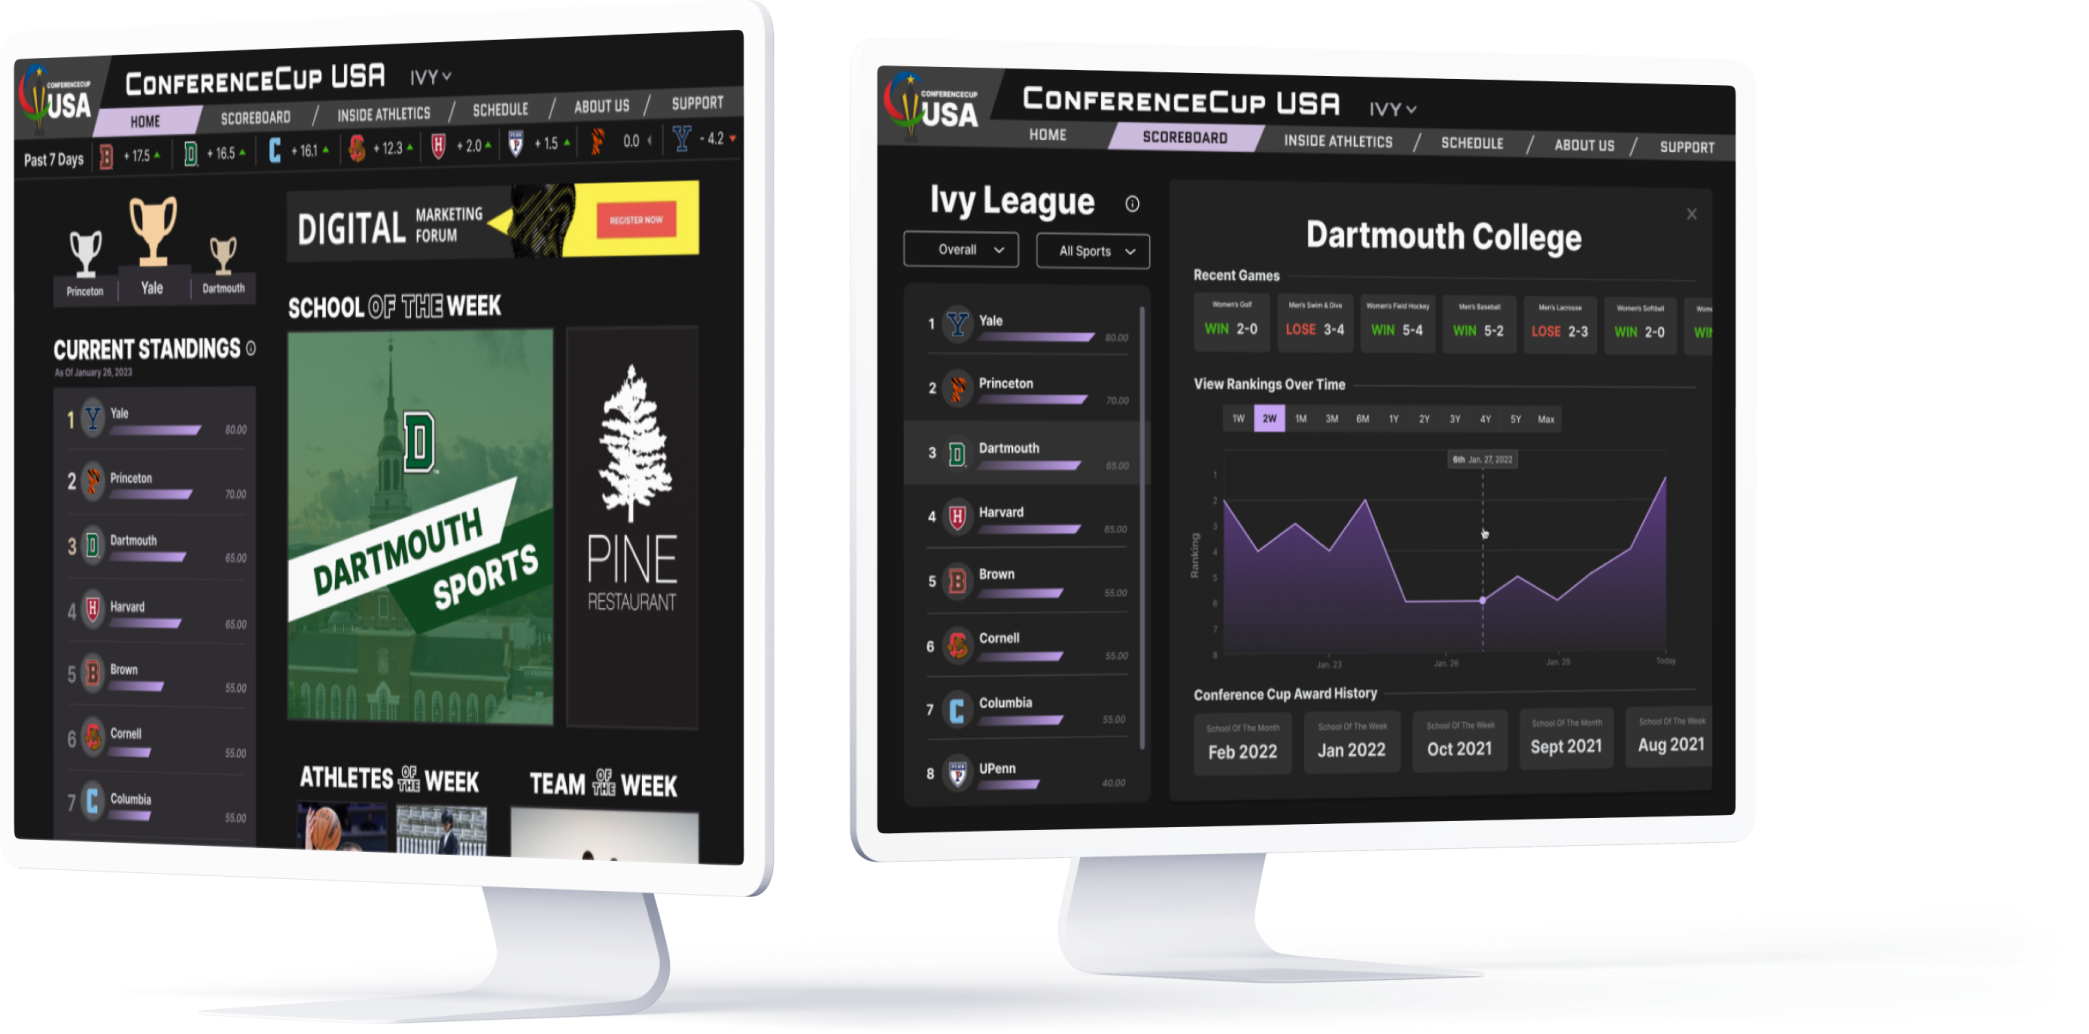 CONFERENCECUP
USA
CONFERENCECUP USA IVY
HOME SCOREBOARD / INSIDE ATHLETICS / SCHEDULE / ABOUT US / SUPPORT
Past 7 Days B + 17.5 D + 16.5 C + 16.1 C + 12.3 H + 2.0 PENN P + 1.5 P 0.0 Y - 4.2
Princeton Yale Dartmouth
DIGITAL MARKETING FORUM REGISTER NOW
CURRENT STANDINGS
As Of January 26, 2023
1 Y Yale 80.00
2 P Princeton 70.00
3 D Dartmouth 65.00
4 H Harvard 65.00
5 B Brown 55.00
6 C Cornell 55.00
7 C Columbia 55.00
SCHOOL OF THE WEEK
D
DARTMOUTH
SPORTS
PINE
RESTAURANT
ATHLETES OF THE WEEK
TEAM OF THE WEEK
CONFERENCECUP
USA
CONFERENCECUP USA IVY
HOME SCOREBOARD INSIDE ATHLETICS / SCHEDULE / ABOUT US / SUPPORT
Ivy League
Overall All Sports
1 Y Yale 80.00
2 P Princeton 70.00
3 D Dartmouth 65.00
4 H Harvard 65.00
5 B Brown 55.00
6 C Cornell 55.00
7 C Columbia 55.00
8 PENN P UPenn 40.00
Dartmouth College
Recent Games
Women's Golf Men's Swim & Dive Women's Field Hockey Men's Baseball Men's Lacrosse Women's Softball Wome
WIN 2-0 LOSE 3-4 WIN 5-4 WIN 5-2 LOSE 2-3 WIN 2-0 WIN
View Rankings Over Time
1W 2W 1M 3M 6M 1Y 2Y 3Y 4Y 5Y Max
6th Jan. 27, 2022
Ranking
1
2
3
4
5
6
7
8
Jan. 23 Jan. 26 Jan. 29 Today
Conference Cup Award History
School Of The Month School Of The Week School Of The Week School Of The Month School Of The Week
Feb 2022 Jan 2022 Oct 2021 Sept 2021 Aug 2021